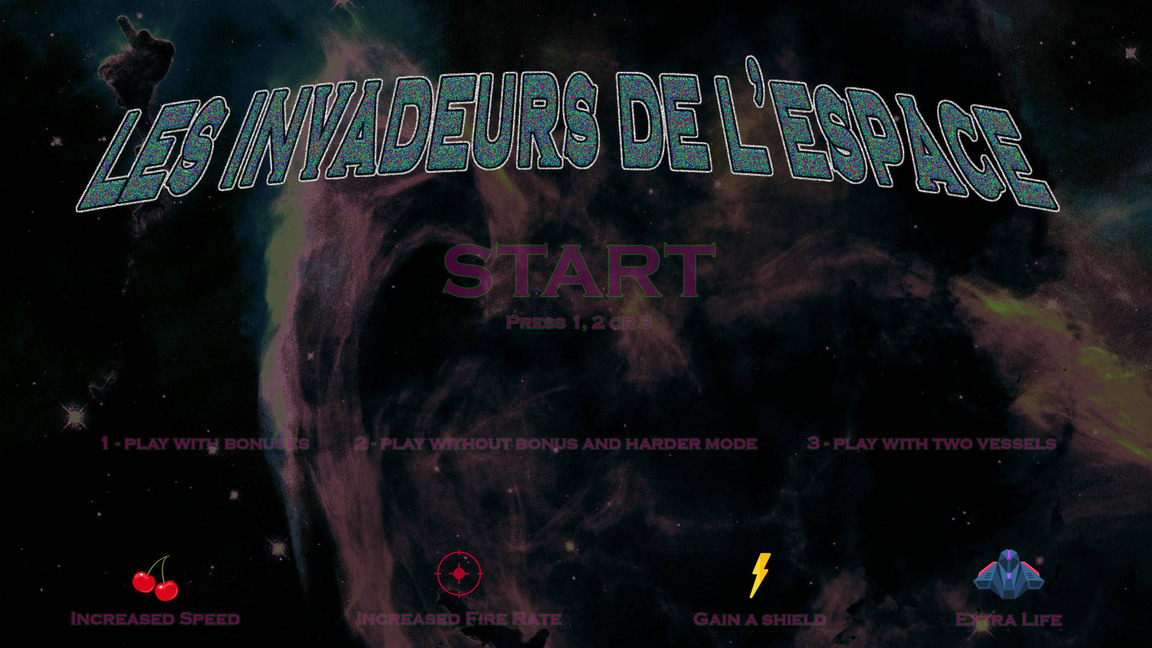 LES INVADEURS DE L'ESPACE
START
Press 1, 2 or 3
1 - PLAY WITH BONUSES
2 - PLAY WITHOUT BONUS AND HARDER MODE
3 - PLAY WITH TWO VESSELS
Increased Speed
Increased Fire Rate
Gain a shield
Extra Life